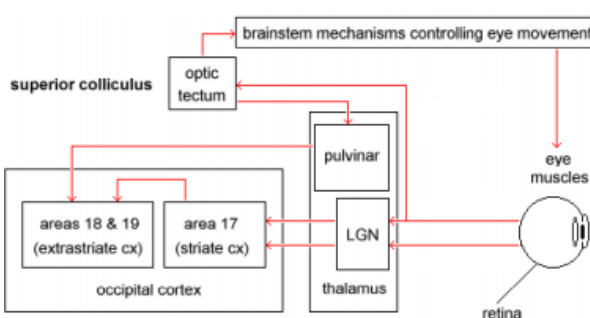 brainstem mechanisms controlling eye movement
superior colliculus
optic
tectum
pulvinar
eye
muscles
areas 18 & 19
(extrastriate cx)
area 17
(striate cx)
LGN
occipital cortex
thalamus
retina